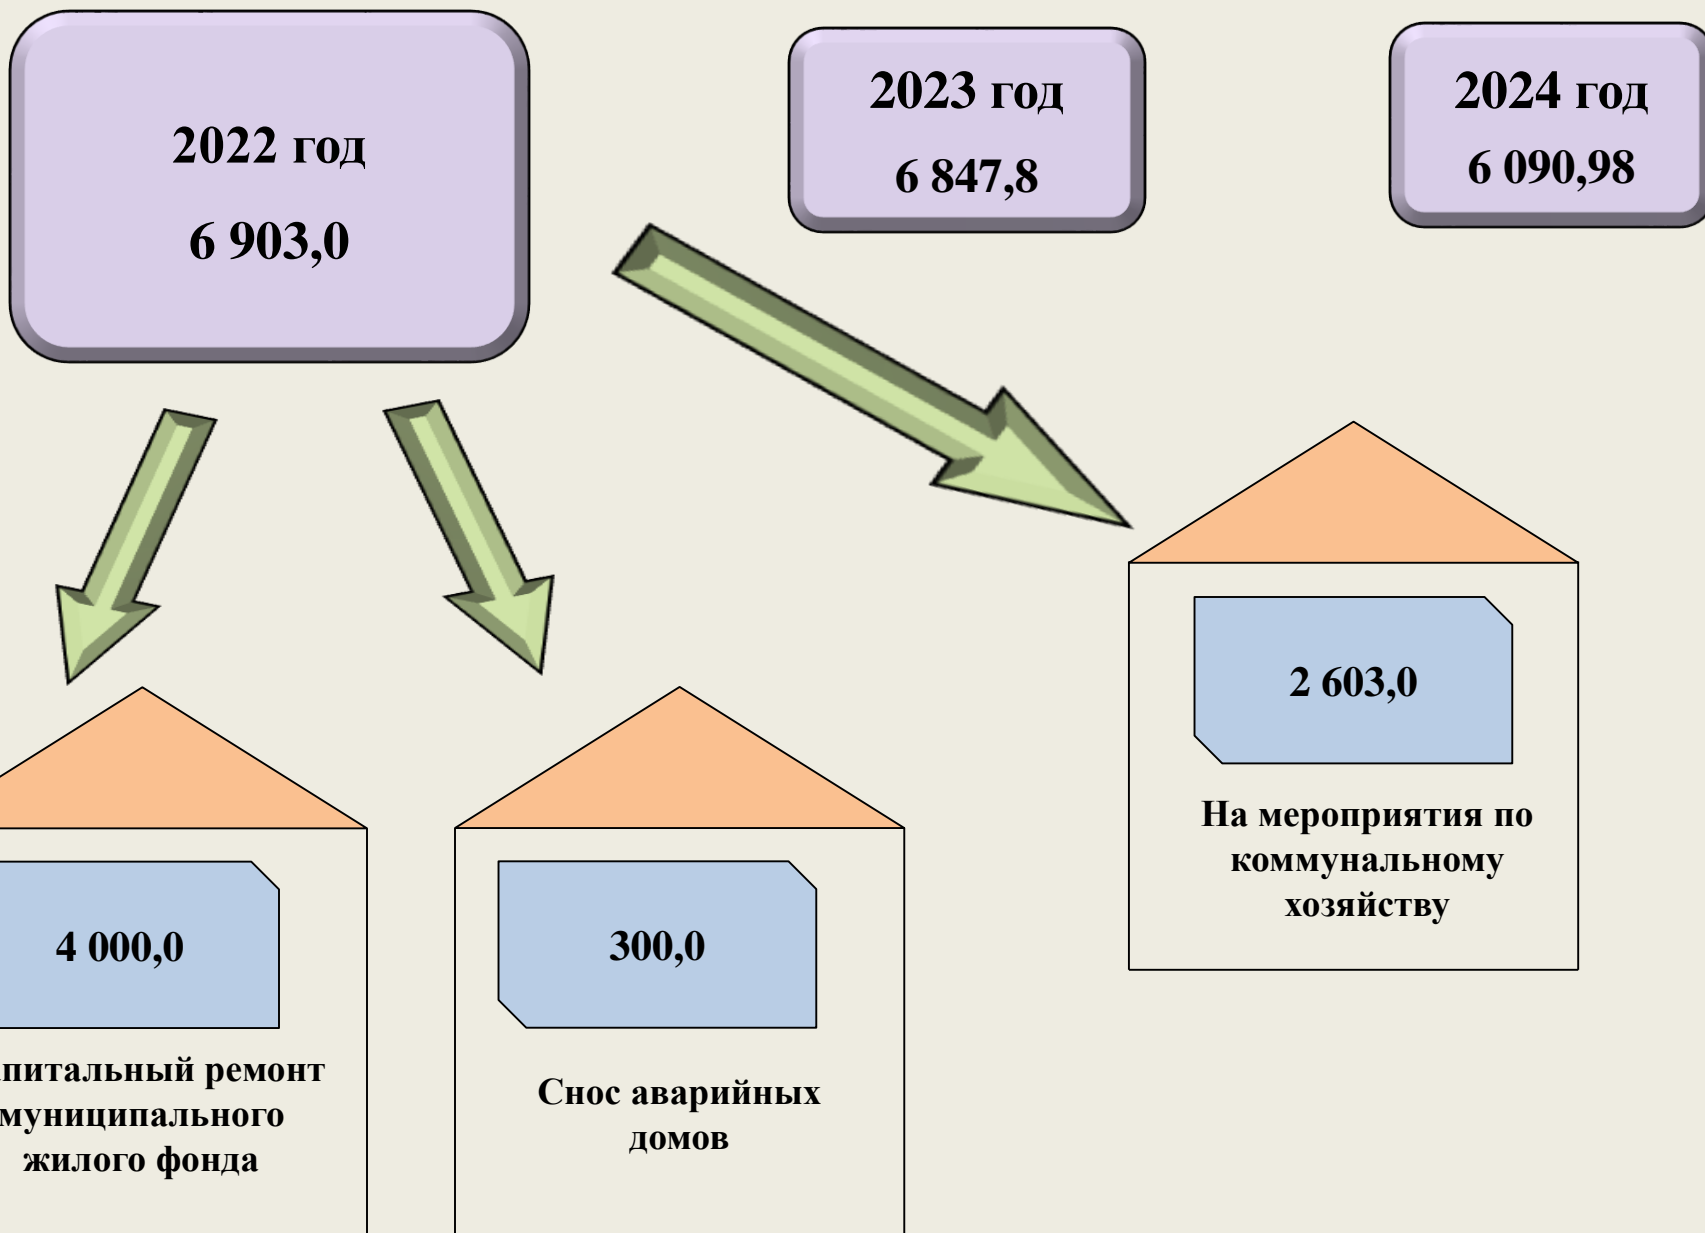 2022 год
6 903,0
2023 год
6 847,8
2024 год
6 090,98
2 603,0
На мероприятия по
коммунальному
хозяйству
4 000,0
питальный ремонт
муниципального
жилого фонда
300,0
Снос аварийных
домов